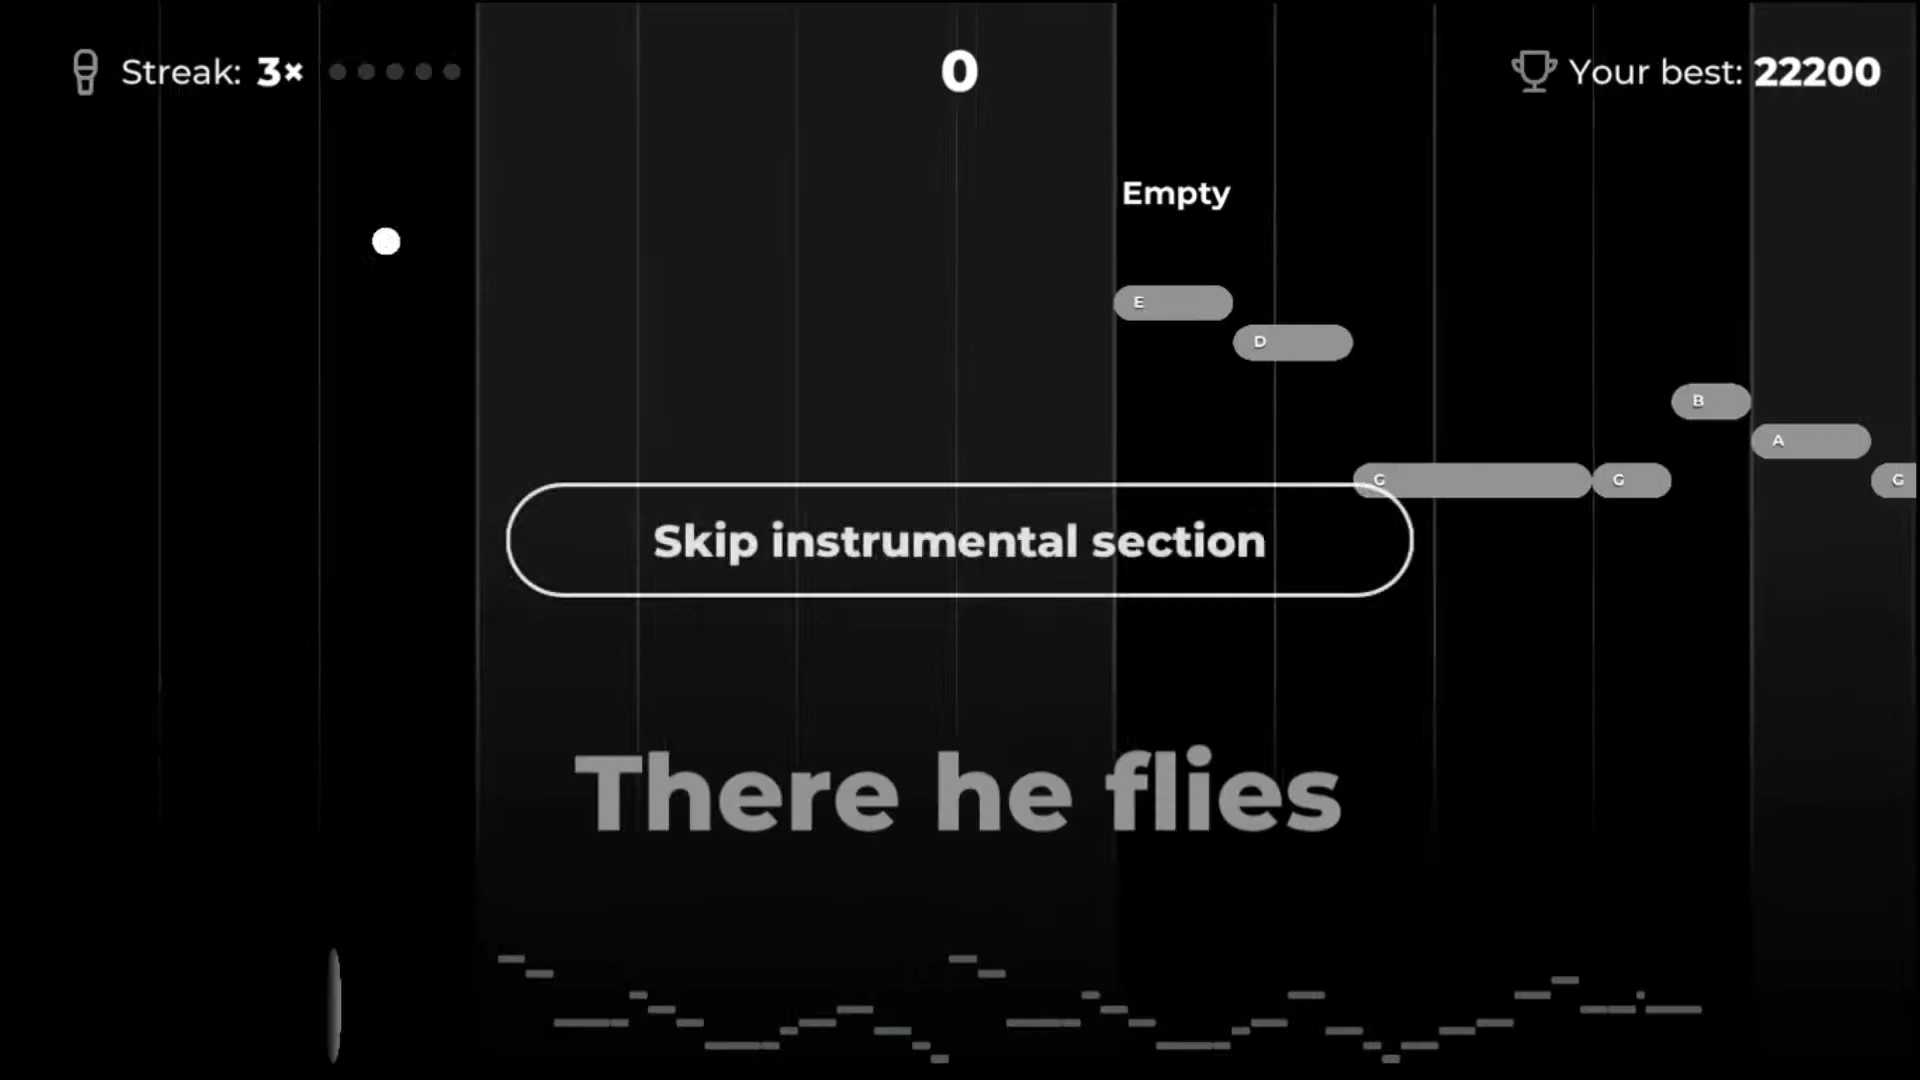 Streak: 3×
0
Your best: 22200
Empty
E
D
B
A
G G G
Skip instrumental section
There he flies